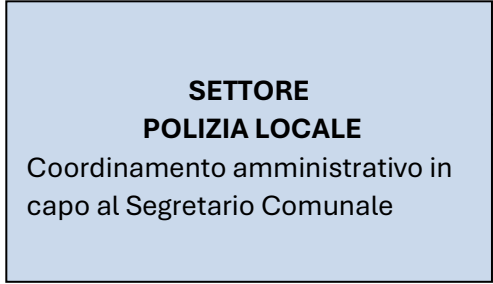 SETTORE
POLIZIA LOCALE
Coordinamento amministrativo in
capo al Segretario Comunale